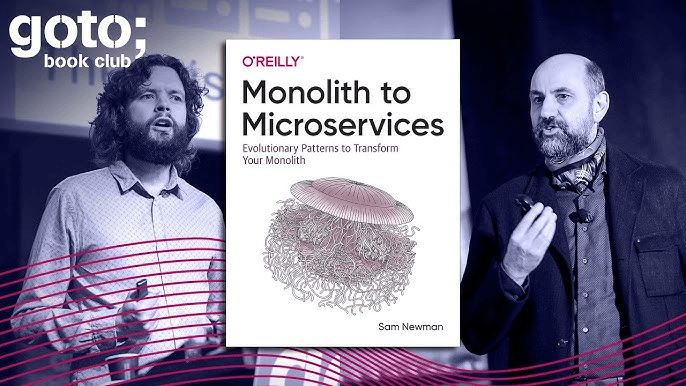 goto;
book club
O'REILLY®
Monolith to
Microservices
Evolutionary Patterns to Transform
Your Monolith
Sam Newman